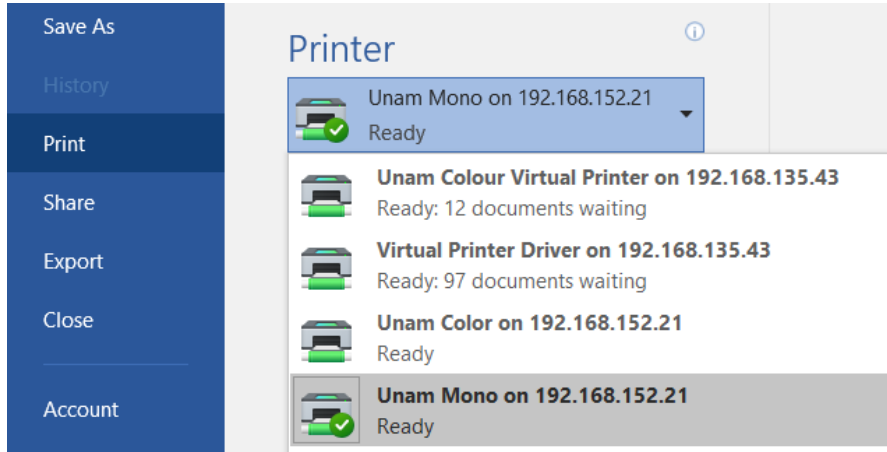 Save As
History
Print
Share
Export
Close
Account
Printer
Unam Mono on 192.168.152.21
Ready
Unam Colour Virtual Printer on 192.168.135.43
Ready: 12 documents waiting
Virtual Printer Driver on 192.168.135.43
Ready: 97 documents waiting
Unam Color on 192.168.152.21
Ready
Unam Mono on 192.168.152.21
Ready